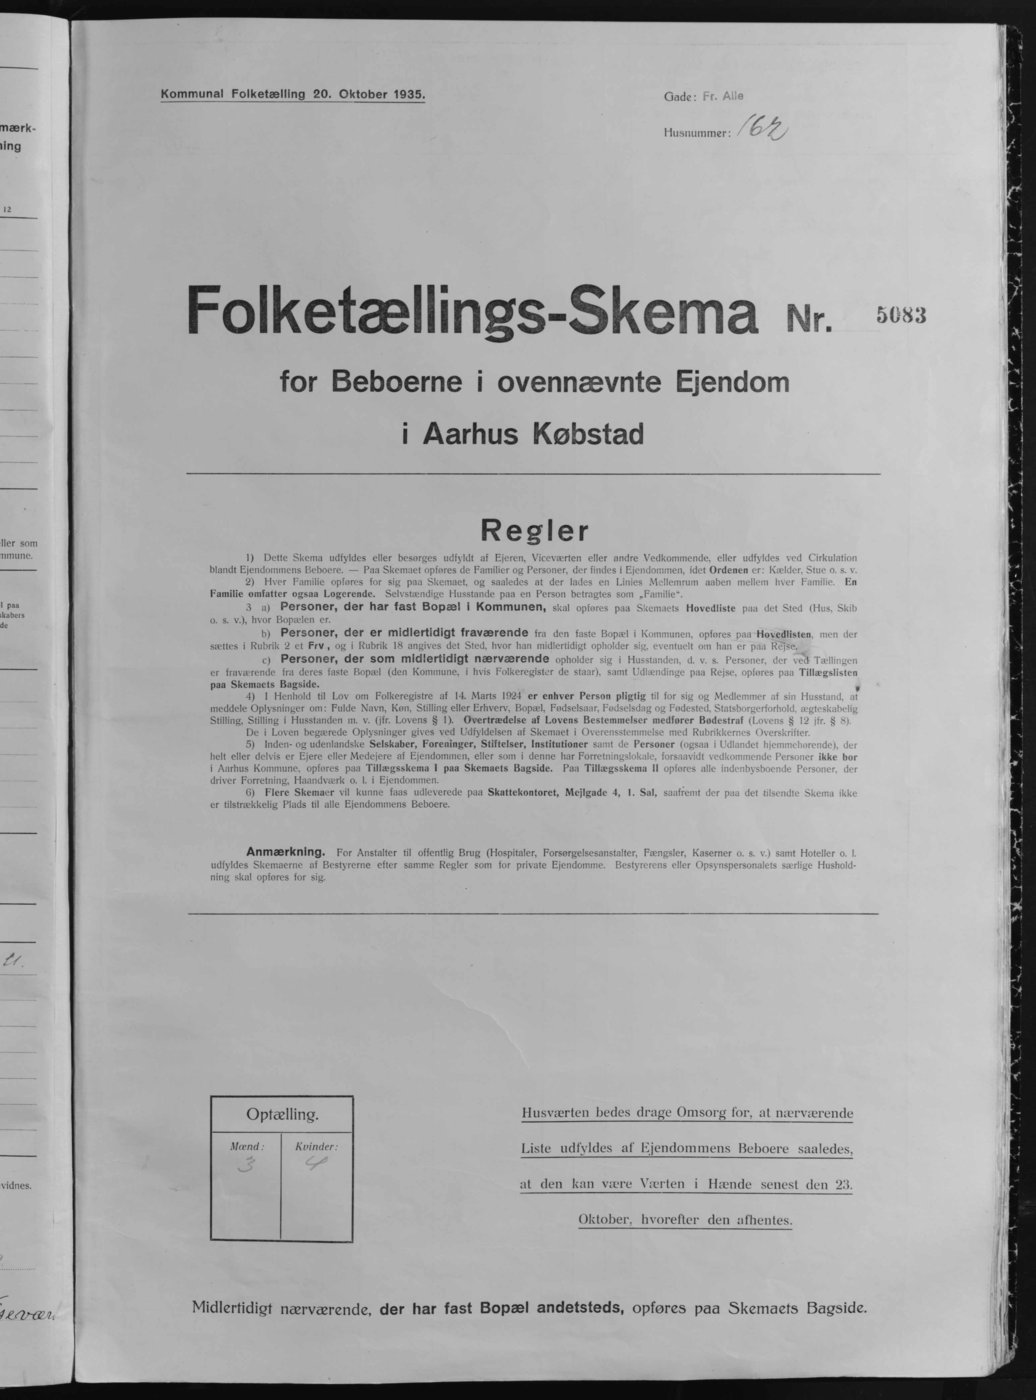 Kommunal Folketælling 20. Oktober 1935.
Gade: Fr. Alle
Husnummer: 162
Folketællings-Skema Nr. 5083
for Beboerne i ovennævnte Ejendom
i Aarhus Købstad
Regler
1) Dette Skema udfyldes eller besørges udfyldt af Ejeren, Viceværten eller andre Vedkommende, eller udfyldes ved Cirkulation
blandt Ejendommens Beboere. — Paa Skemaet opføres de Familier og Personer, der findes i Ejendommen, idet Ordenen er: Kælder, Stue o. s. v.
2) Hver Familie opføres for sig paa Skemaet, og saaledes at der lades en Linies Mellemrum aaben mellem hver Familie. En
Familie omfatter ogsaa Logerende. Selvstændige Husstande paa en Person betragtes som „Familie“.
3 a) Personer, der har fast Bopæl i Kommunen, skal opføres paa Skemaets Hovedliste paa det Sted (Hus, Skib
o. s. v.), hvor Bopælen er.
b) Personer, der er midlertidigt fraværende fra den faste Bopæl i Kommunen, opføres paa Hovedlisten, men der
sættes i Rubrik 2 et Frv, og i Rubrik 18 angives det Sted, hvor han midlertidigt opholder sig, eventuelt om han er paa Rejse.
c) Personer, der som midlertidigt nærværende opholder sig i Husstanden, d. v. s. Personer, der ved Tællingen
er fraværende fra deres faste Bopæl (den Kommune, i hvis Folkeregister de staar), samt Udlændinge paa Rejse, opføres paa Tillægslisten
paa Skemaets Bagside.
4) I Henhold til Lov om Folkeregistre af 14. Marts 1924 er enhver Person pligtig til for sig og Medlemmer af sin Husstand, at
meddele Oplysninger om: Fulde Navn, Køn, Stilling eller Erhverv, Bopæl, Fødselsaar, Fødselsdag og Fødested, Statsborgerforhold, ægteskabelig
Stilling, Stilling i Husstanden m. v. (jfr. Lovens § 1). Overtrædelse af Lovens Bestemmelser medfører Bødestraf (Lovens § 12 jfr. § 8).
De i Loven begærede Oplysninger gives ved Udfyldelsen af Skemaet i Overensstemmelse med Rubrikkernes Overskrifter.
5) Inden- og udenlandske Selskaber, Foreninger, Stiftelser, Institutioner samt de Personer (ogsaa i Udlandet hjemmehørende), der
helt eller delvis er Ejere eller Medejere af Ejendommen, eller som i denne har Forretningslokale, forsaavidt vedkommende Personer ikke bor
i Aarhus Kommune, opføres paa Tillægsskema I paa Skemaets Bagside. Paa Tillægsskema II opføres alle indenbysboende Personer, der
driver Forretning, Haandværk o. l. i Ejendommen.
6) Flere Skemaer vil kunne faas udleverede paa Skattekontoret, Mejlgade 4, 1. Sal, saafremt der paa det tilsendte Skema ikke
er tilstrækkelig Plads til alle Ejendommens Beboere.
Anmærkning. For Anstalter til offentlig Brug (Hospitaler, Forsørgelsesanstalter, Fængsler, Kaserner o. s. v.) samt Hoteller o. l.
udfyldes Skemaerne af Bestyrerne efter samme Regler som for private Ejendomme. Bestyrerens eller Opsynspersonalets særlige Hushold-
ning skal opføres for sig.
Optælling.
Mænd: Kvinder:
3 4
Husværten bedes drage Omsorg for, at nærværende
Liste udfyldes af Ejendommens Beboere saaledes,
at den kan være Værten i Hænde senest den 23.
Oktober, hvorefter den afhentes.
Midlertidigt nærværende, der har fast Bopæl andetsteds, opføres paa Skemaets Bagside.
12
vidnes.